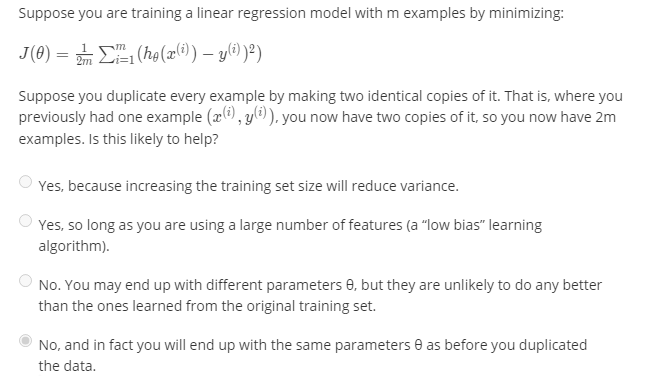 Suppose you are training a linear regression model with m examples by minimizing:
J(θ) = 1/2m ∑ᵐᵢ₌₁(hθ(x⁽ⁱ⁾) − y⁽ⁱ⁾)²)
Suppose you duplicate every example by making two identical copies of it. That is, where you
previously had one example (x⁽ⁱ⁾, y⁽ⁱ⁾), you now have two copies of it, so you now have 2m
examples. Is this likely to help?
Yes, because increasing the training set size will reduce variance.
Yes, so long as you are using a large number of features (a "low bias" learning
algorithm).
No. You may end up with different parameters θ, but they are unlikely to do any better
than the ones learned from the original training set.
No, and in fact you will end up with the same parameters θ as before you duplicated
the data.